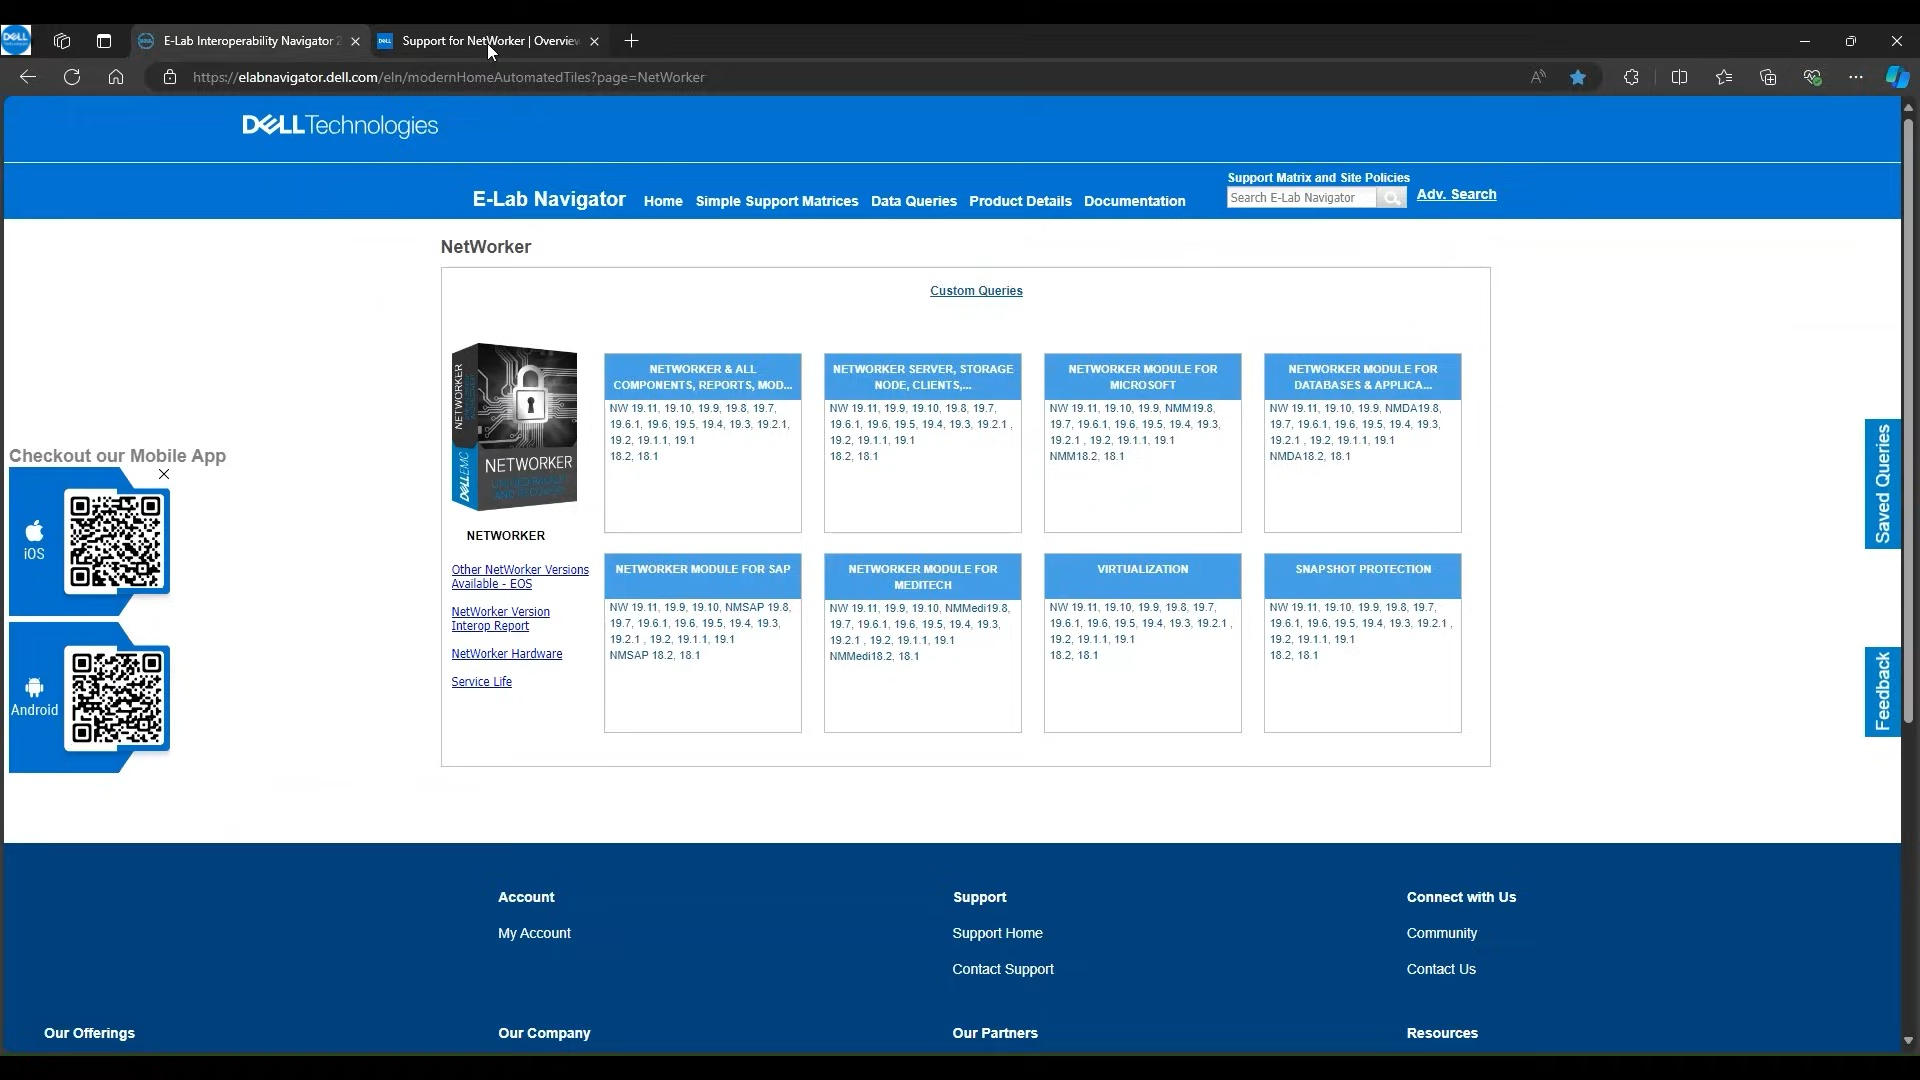 E-Lab Interoperability Navigator 2
Support for NetWorker | Overview
https://elabnavigator.dell.com/eln/modernHomeAutomatedTiles?page=NetWorker
DELLTechnologies
E-Lab Navigator
Home
Simple Support Matrices
Data Queries
Product Details
Documentation
Support Matrix and Site Policies
Search E-Lab Navigator
Adv. Search
NetWorker
Custom Queries
NETWORKER
DELLEMC
NETWORKER
UNIFIED BACKUP
AND RECOVERY
NETWORKER
Other NetWorker Versions
Available - EOS
NetWorker Version
Interop Report
NetWorker Hardware
Service Life
NETWORKER & ALL
COMPONENTS, REPORTS, MOD...
NW 19.11, 19.10, 19.9, 19.8, 19.7,
19.6.1, 19.6, 19.5, 19.4, 19.3, 19.2.1,
19.2, 19.1.1, 19.1
18.2, 18.1
NETWORKER SERVER, STORAGE
NODE, CLIENTS,...
NW 19.11, 19.9, 19.10, 19.8, 19.7,
19.6.1, 19.6, 19.5, 19.4, 19.3, 19.2.1 ,
19.2, 19.1.1, 19.1
18.2, 18.1
NETWORKER MODULE FOR
MICROSOFT
NW 19.11, 19.10, 19.9, NMM19.8,
19.7, 19.6.1, 19.6, 19.5, 19.4, 19.3,
19.2.1 , 19.2, 19.1.1, 19.1
NMM18.2, 18.1
NETWORKER MODULE FOR
DATABASES & APPLICA...
NW 19.11, 19.10, 19.9, NMDA19.8,
19.7, 19.6.1, 19.6, 19.5, 19.4, 19.3,
19.2.1 , 19.2, 19.1.1, 19.1
NMDA18.2, 18.1
NETWORKER MODULE FOR SAP
NW 19.11, 19.9, 19.10, NMSAP 19.8,
19.7, 19.6.1, 19.6, 19.5, 19.4, 19.3,
19.2.1 , 19.2, 19.1.1, 19.1
NMSAP 18.2, 18.1
NETWORKER MODULE FOR
MEDITECH
NW 19.11, 19.9, 19.10, NMMedi19.8,
19.7, 19.6.1, 19.6, 19.5, 19.4, 19.3,
19.2.1 , 19.2, 19.1.1, 19.1
NMMedi18.2, 18.1
VIRTUALIZATION
NW 19.11, 19.10, 19.9, 19.8, 19.7,
19.6.1, 19.6, 19.5, 19.4, 19.3, 19.2.1 ,
19.2, 19.1.1, 19.1
18.2, 18.1
SNAPSHOT PROTECTION
NW 19.11, 19.10, 19.9, 19.8, 19.7,
19.6.1, 19.6, 19.5, 19.4, 19.3, 19.2.1 ,
19.2, 19.1.1, 19.1
18.2, 18.1
Checkout our Mobile App
iOS
Android
Saved Queries
Feedback
Account
My Account
Support
Support Home
Contact Support
Connect with Us
Community
Contact Us
Our Offerings
Our Company
Our Partners
Resources